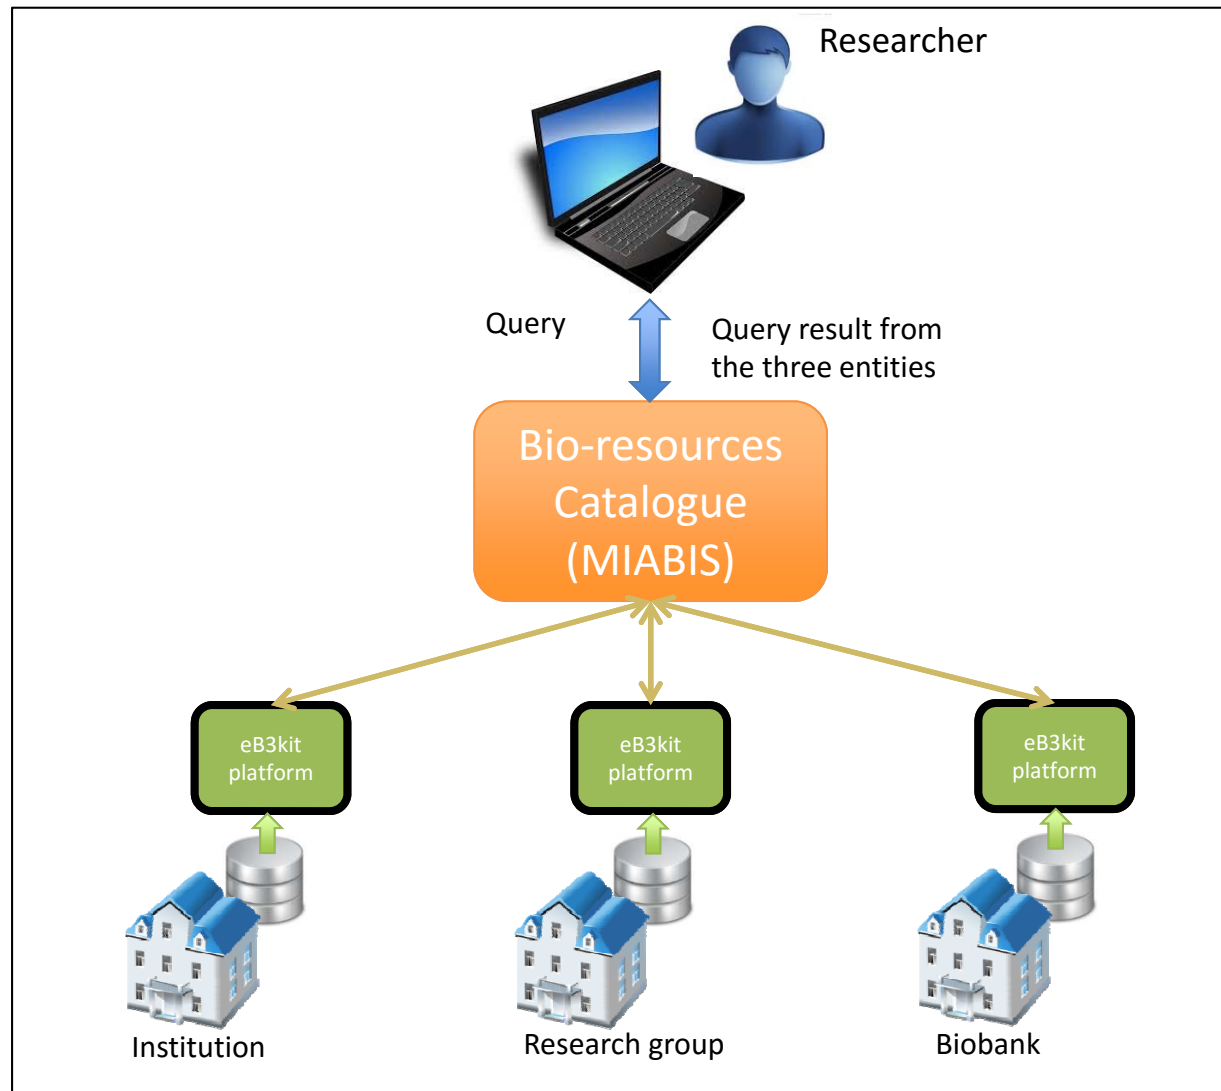 Researcher
Query
Query result from
the three entities
Bio-resources
Catalogue
(MIABIS)
eB3kit
platform
eB3kit
platform
eB3kit
platform
Institution
Research group
Biobank